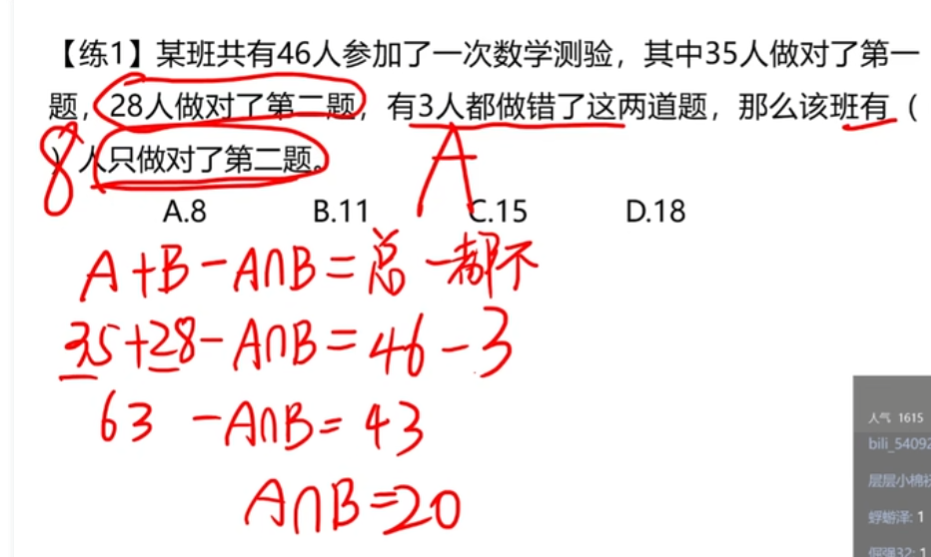 【练1】某班共有46人参加了一次数学测验，其中35人做对了第一
题，28人做对了第二题，有3人都做错了这两道题，那么该班有（
）人只做对了第二题。
8
A
A.8 B.11 C.15 D.18
A+B-A∩B=总-都不
35+28-A∩B=46-3
63 -A∩B=43
A∩B=20
人气 1615
bili_54092
层层小棉袄
蜉蝣泽: 1
倔强32: 1